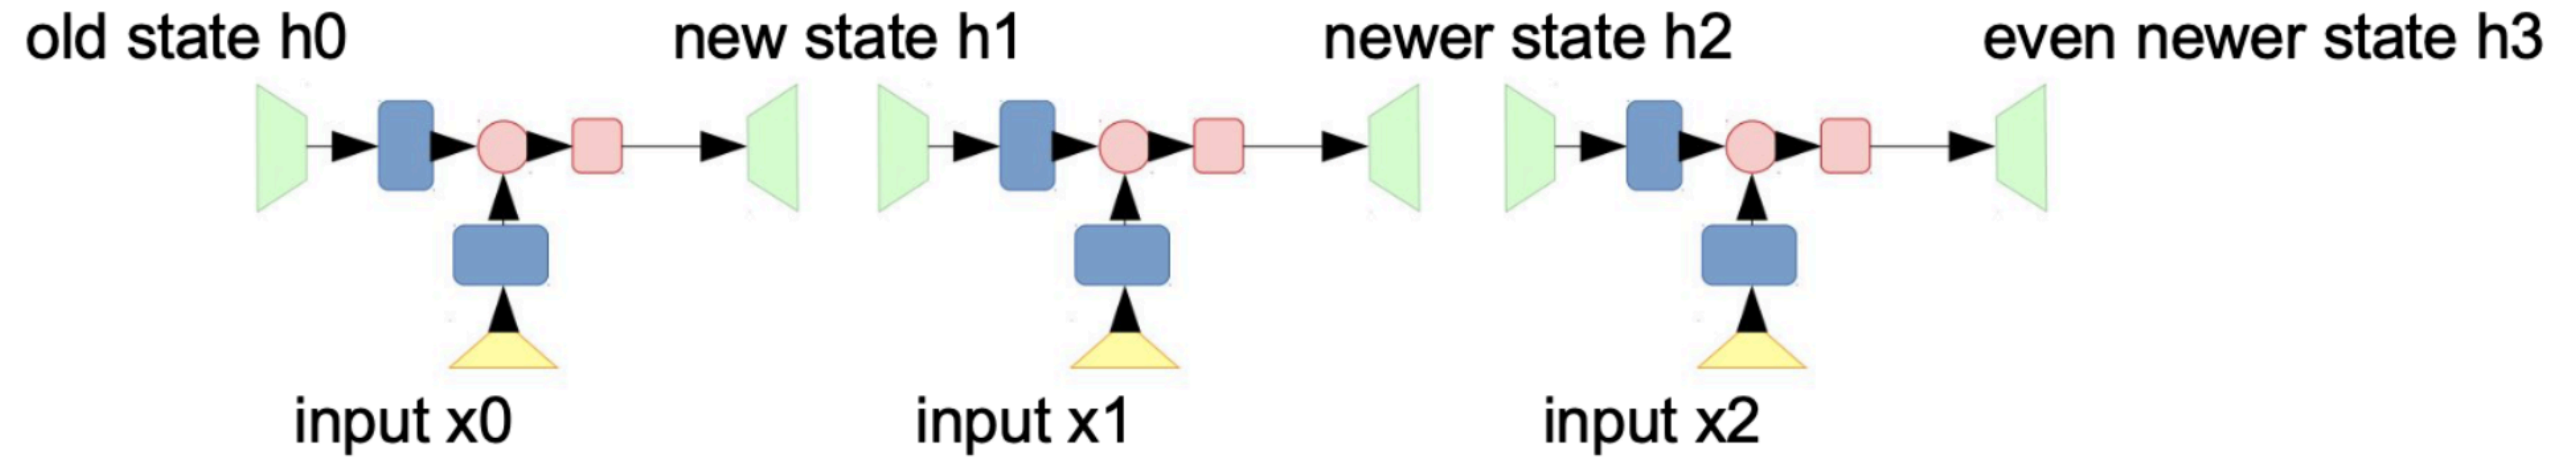 old state h0
new state h1
newer state h2
even newer state h3
input x0
input x1
input x2